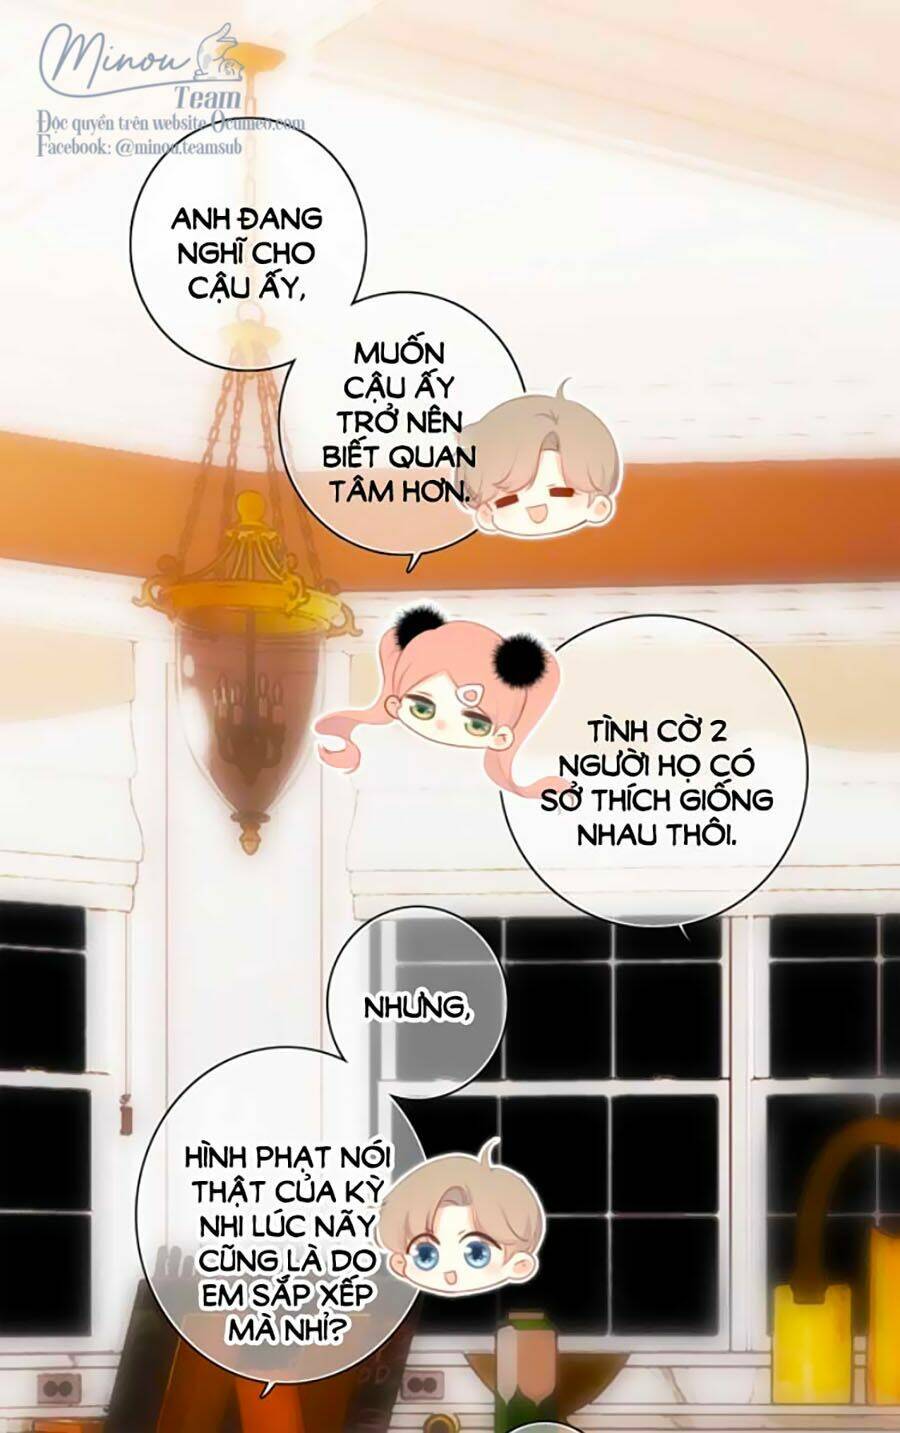 Minou
Team
Độc quyền trên website Ocumeo.com
Facebook: @minou.teamsub
ANH ĐANG
NGHĨ CHO
CẬU ẤY,
MUỐN
CẬU ẤY
TRỞ NÊN
BIẾT QUAN
TÂM HƠN.
TÌNH CỜ 2
NGƯỜI HỌ CÓ
SỞ THÍCH GIỐNG
NHAU THÔI.
NHƯNG,
HÌNH PHẠT NÓI
THẬT CỦA KỲ
NHI LÚC NÃY
CŨNG LÀ DO
EM SẮP XẾP
MÀ NHỈ?